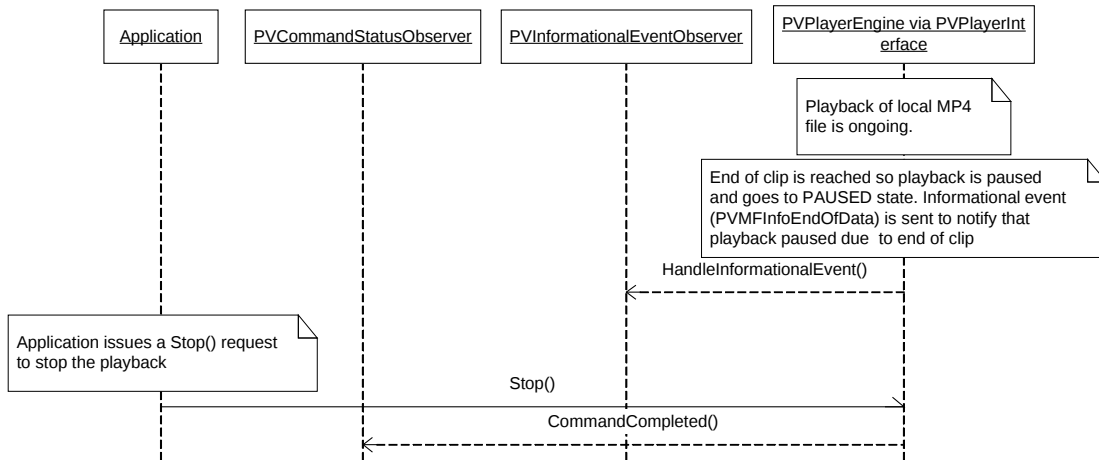 Application
PVCommandStatusObserver
PVInformationalEventObserver
PVPlayerEngine via PVPlayerInt
erface
Playback of local MP4
file is ongoing.
End of clip is reached so playback is paused
and goes to PAUSED state. Informational event
(PVMFInfoEndOfData) is sent to notify that
playback paused due  to end of clip
HandleInformationalEvent()
Application issues a Stop() request
to stop the playback
Stop()
CommandCompleted()